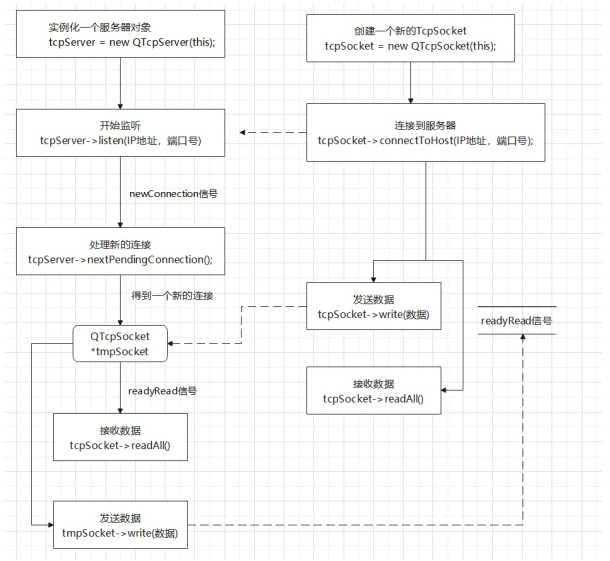 实例化一个服务器对象
tcpServer = new QTcpServer(this);
创建一个新的TcpSocket
tcpSocket = new QTcpSocket(this);
开始监听
tcpServer->listen(IP地址，端口号)
连接到服务器
tcpSocket->connectToHost(IP地址，端口号);
newConnection信号
处理新的连接
tcpServer->nextPendingConnection();
得到一个新的连接
发送数据
tcpSocket->write(数据)
readyRead信号
QTcpSocket
*tmpSocket
readyRead信号
接收数据
tcpSocket->readAll()
接收数据
tcpSocket->readAll()
发送数据
tmpSocket->write(数据)